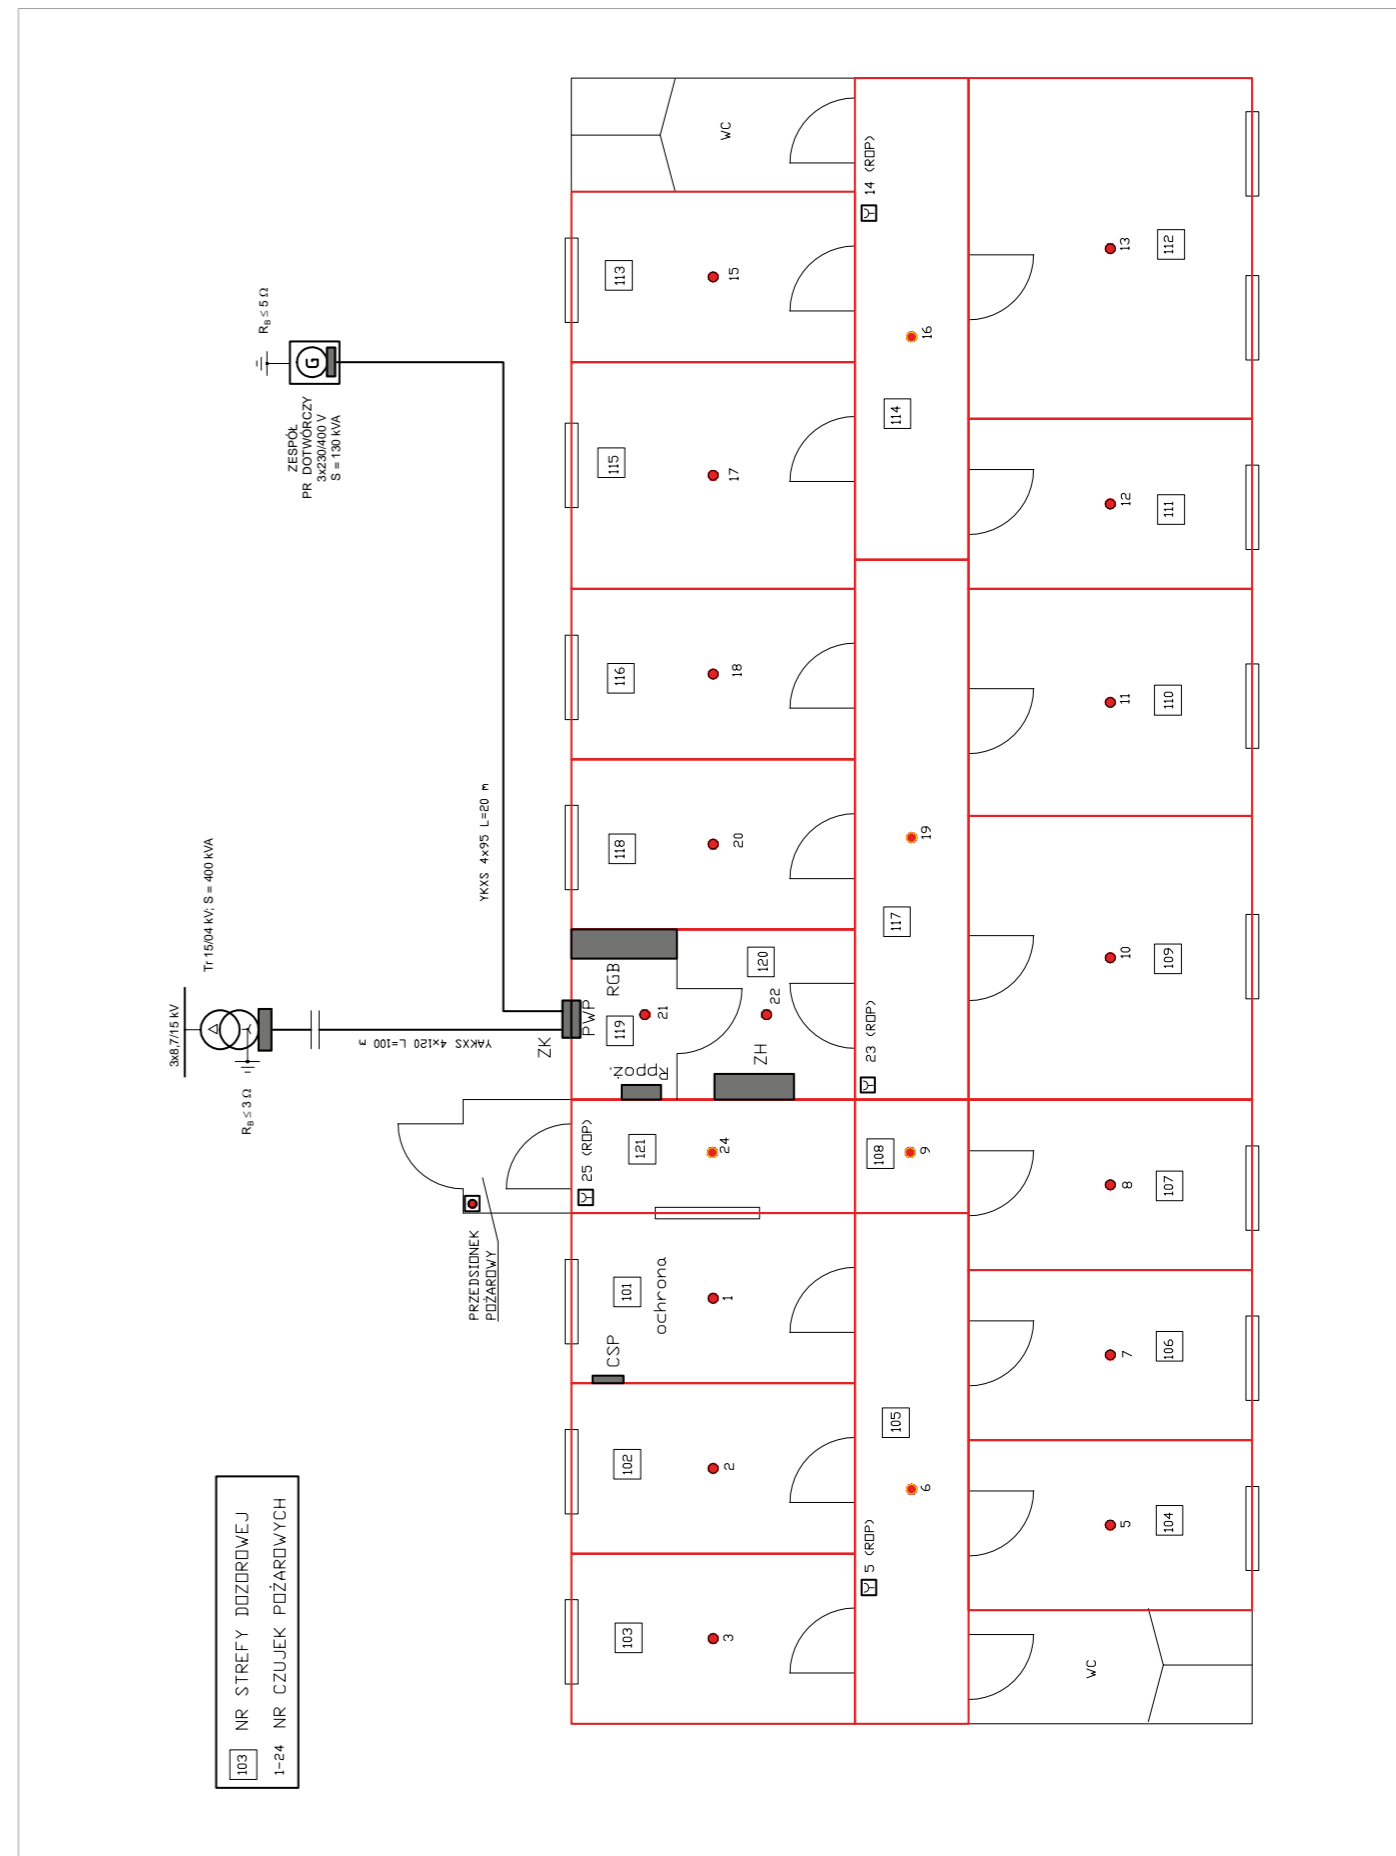 103 NR STREFY DOZOROWEJ
1-24 NR CZUJEK POŻAROWYCH
3x8,7/15 kV
Tr 15/04 kV; S = 400 kVA
R_B ≤ 3 Ω
YAKXS 4x120 L=100 m
ZESPÓŁ
PR DOTWÓRCZY
3x230/400 V
S = 130 kVA
G
R_B ≤ 5 Ω
YKXS 4x95 L=20 m
PRZEDSIONEK
POŻAROWY
ZK
PWP
RGB
Rppoż.
ZH
CSP
ochrona
103
3
102
2
101
1
121
24
25 (ROP)
119
21
120
22
118
20
116
18
115
17
113
15
WC
5 (ROP)
105
6
108
9
23 (ROP)
117
19
114
16
14 (ROP)
WC
5
104
7
106
8
107
10
109
11
110
12
111
13
112